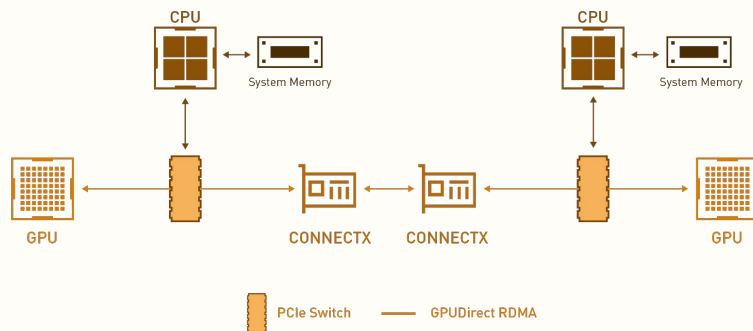 CPU
CPU
System Memory
System Memory
GPU
CONNECTX
CONNECTX
GPU
PCIe Switch
GPUDirect RDMA